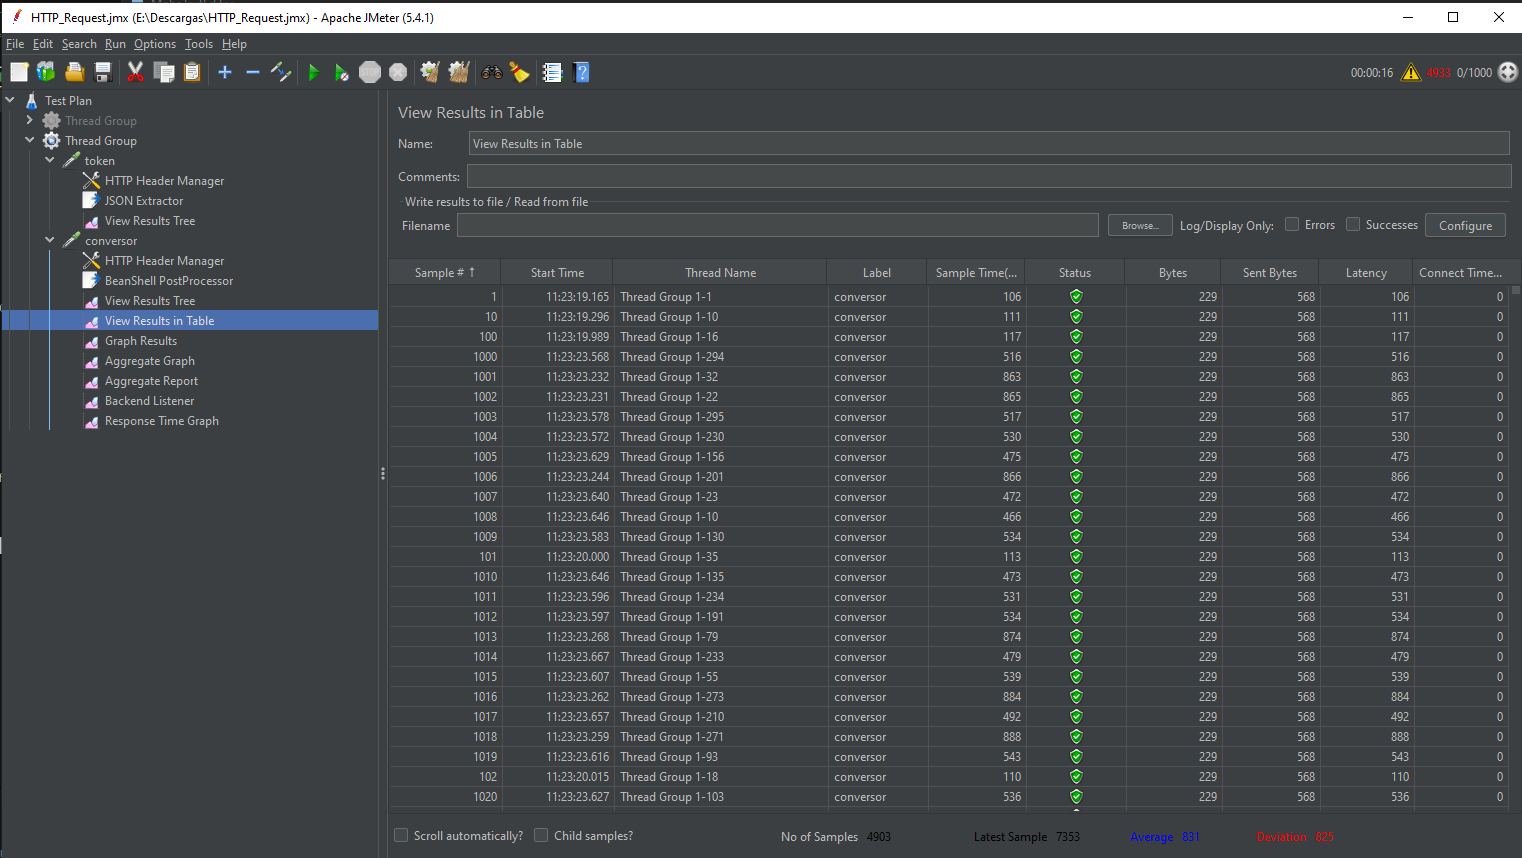 HTTP_Request.jmx (E:\Descargas\HTTP_Request.jmx) - Apache JMeter (5.4.1)
File Edit Search Run Options Tools Help
STOP
00:00:16 4933 0/1000
Test Plan
Thread Group
Thread Group
token
HTTP Header Manager
JSON Extractor
View Results Tree
conversor
HTTP Header Manager
BeanShell PostProcessor
View Results Tree
View Results in Table
Graph Results
Aggregate Graph
Aggregate Report
Backend Listener
Response Time Graph
View Results in Table
Name: View Results in Table
Comments:
Write results to file / Read from file
Filename Browse... Log/Display Only: Errors Successes Configure
Sample # ↑ Start Time Thread Name Label Sample Time(... Status Bytes Sent Bytes Latency Connect Time...
1 11:23:19.165 Thread Group 1-1 conversor 106 229 568 106 0
10 11:23:19.296 Thread Group 1-10 conversor 111 229 568 111 0
100 11:23:19.989 Thread Group 1-16 conversor 117 229 568 117 0
1000 11:23:23.568 Thread Group 1-294 conversor 516 229 568 516 0
1001 11:23:23.232 Thread Group 1-32 conversor 863 229 568 863 0
1002 11:23:23.231 Thread Group 1-22 conversor 865 229 568 865 0
1003 11:23:23.578 Thread Group 1-295 conversor 517 229 568 517 0
1004 11:23:23.572 Thread Group 1-230 conversor 530 229 568 530 0
1005 11:23:23.629 Thread Group 1-156 conversor 475 229 568 475 0
1006 11:23:23.244 Thread Group 1-201 conversor 866 229 568 866 0
1007 11:23:23.640 Thread Group 1-23 conversor 472 229 568 472 0
1008 11:23:23.646 Thread Group 1-10 conversor 466 229 568 466 0
1009 11:23:23.583 Thread Group 1-130 conversor 534 229 568 534 0
101 11:23:20.000 Thread Group 1-35 conversor 113 229 568 113 0
1010 11:23:23.646 Thread Group 1-135 conversor 473 229 568 473 0
1011 11:23:23.596 Thread Group 1-234 conversor 531 229 568 531 0
1012 11:23:23.597 Thread Group 1-191 conversor 534 229 568 534 0
1013 11:23:23.268 Thread Group 1-79 conversor 874 229 568 874 0
1014 11:23:23.667 Thread Group 1-233 conversor 479 229 568 479 0
1015 11:23:23.607 Thread Group 1-55 conversor 539 229 568 539 0
1016 11:23:23.262 Thread Group 1-273 conversor 884 229 568 884 0
1017 11:23:23.657 Thread Group 1-210 conversor 492 229 568 492 0
1018 11:23:23.259 Thread Group 1-271 conversor 888 229 568 888 0
1019 11:23:23.616 Thread Group 1-93 conversor 543 229 568 543 0
102 11:23:20.015 Thread Group 1-18 conversor 110 229 568 110 0
1020 11:23:23.627 Thread Group 1-103 conversor 536 229 568 536 0
Scroll automatically? Child samples? No of Samples 4903 Latest Sample 7353 Average 831 Deviation 825